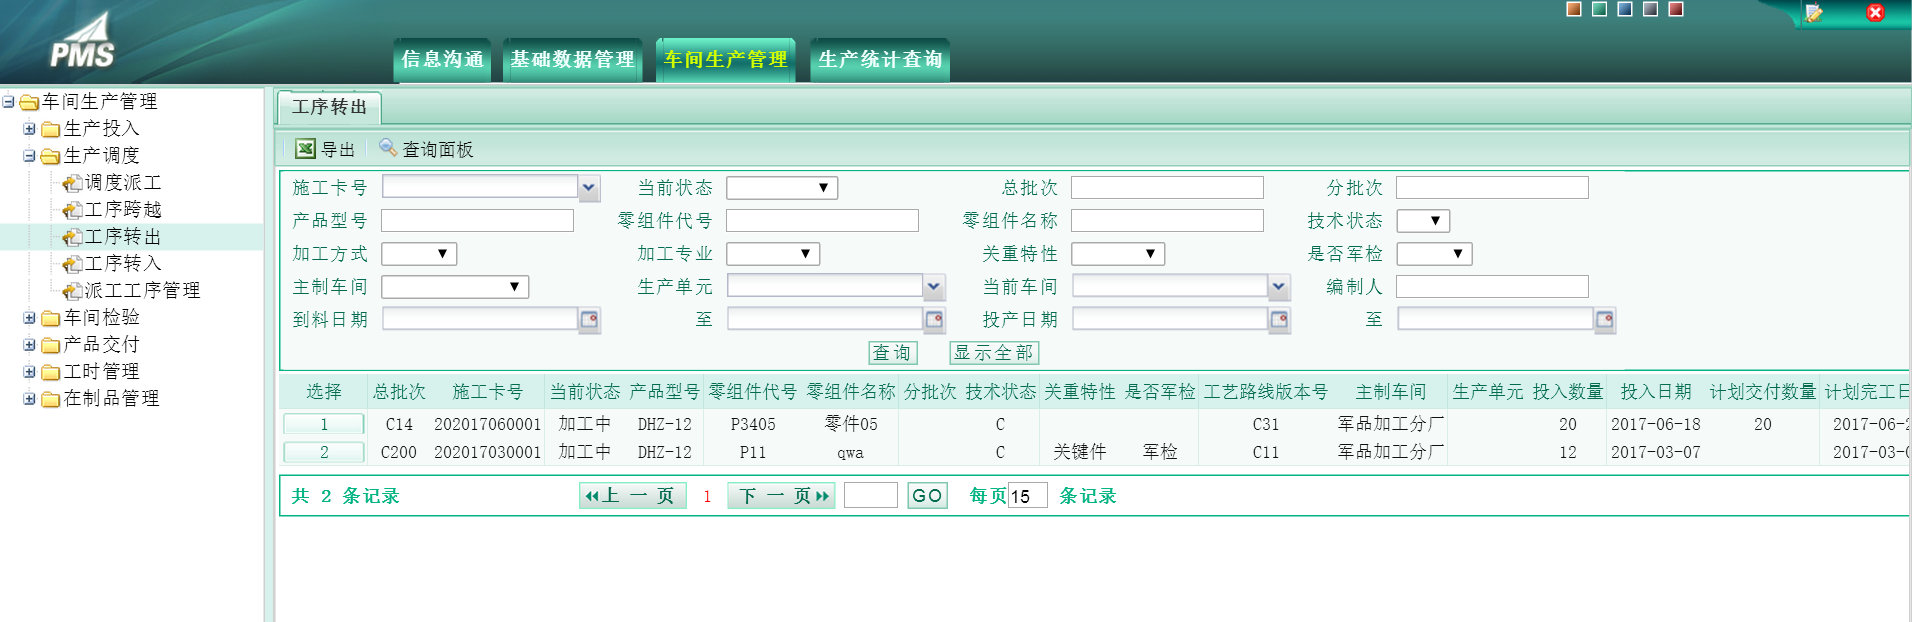 PMS
信息沟通 基础数据管理 车间生产管理 生产统计查询
车间生产管理
生产投入
生产调度
调度派工
工序跨越
工序转出
工序转入
派工工序管理
车间检验
产品交付
工时管理
在制品管理
工序转出
导出 查询面板
施工卡号 当前状态 总批次 分批次
产品型号 零组件代号 零组件名称 技术状态
加工方式 加工专业 关重特性 是否军检
主制车间 生产单元 当前车间 编制人
到料日期 至 投产日期 至
查询 显示全部
选择 总批次 施工卡号 当前状态 产品型号 零组件代号 零组件名称 分批次 技术状态 关重特性 是否军检 工艺路线版本号 主制车间 生产单元 投入数量 投入日期 计划交付数量 计划完工日
1 C14 202017060001 加工中 DHZ-12 P3405 零件05 C C31 军品加工分厂 20 2017-06-18 20 2017-06-2
2 C200 202017030001 加工中 DHZ-12 P11 qwa C 关键件 军检 C11 军品加工分厂 12 2017-03-07 2017-03-0
共 2 条记录 上一页 1 下一页 GO 每页 15 条记录